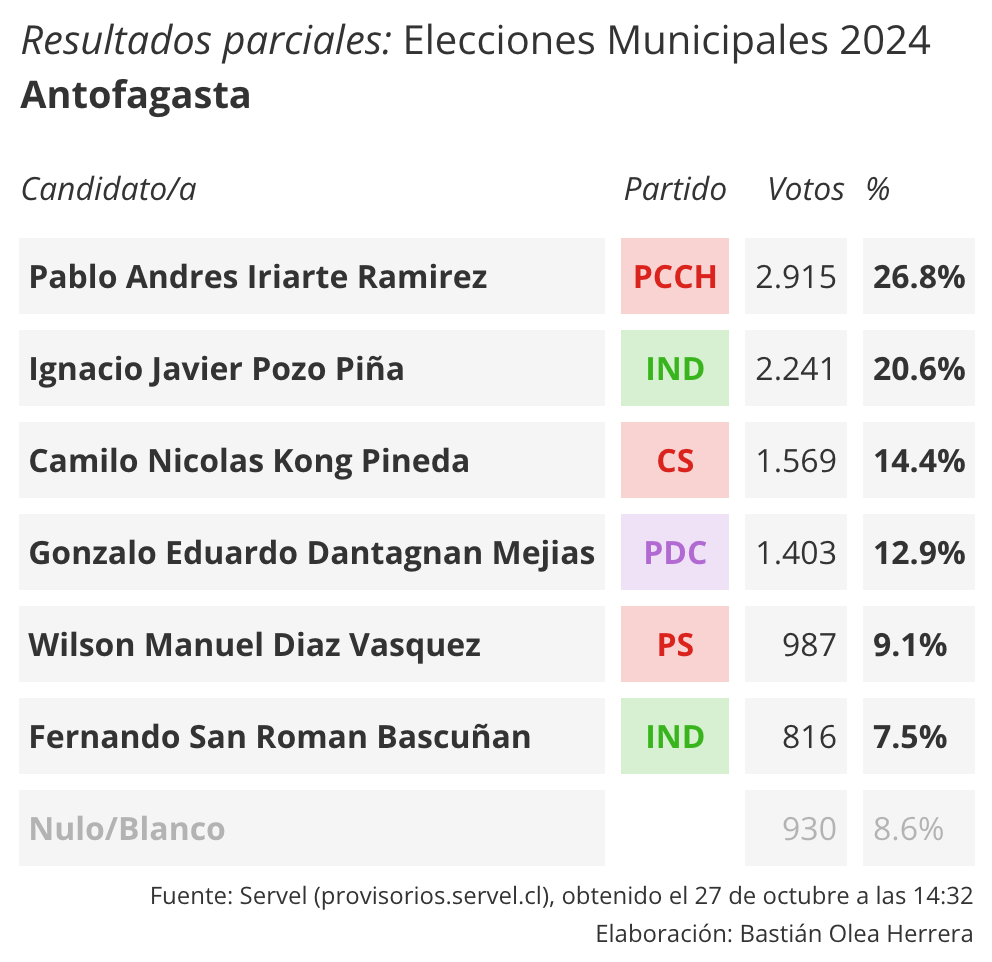 Resultados parciales: Elecciones Municipales 2024
Antofagasta
Candidato/a Partido Votos %
Pablo Andres Iriarte Ramirez PCCH 2.915 26.8%
Ignacio Javier Pozo Piña IND 2.241 20.6%
Camilo Nicolas Kong Pineda CS 1.569 14.4%
Gonzalo Eduardo Dantagnan Mejias PDC 1.403 12.9%
Wilson Manuel Diaz Vasquez PS 987 9.1%
Fernando San Roman Bascuñan IND 816 7.5%
Nulo/Blanco 930 8.6%
Fuente: Servel (provisorios.servel.cl), obtenido el 27 de octubre a las 14:32
Elaboración: Bastián Olea Herrera